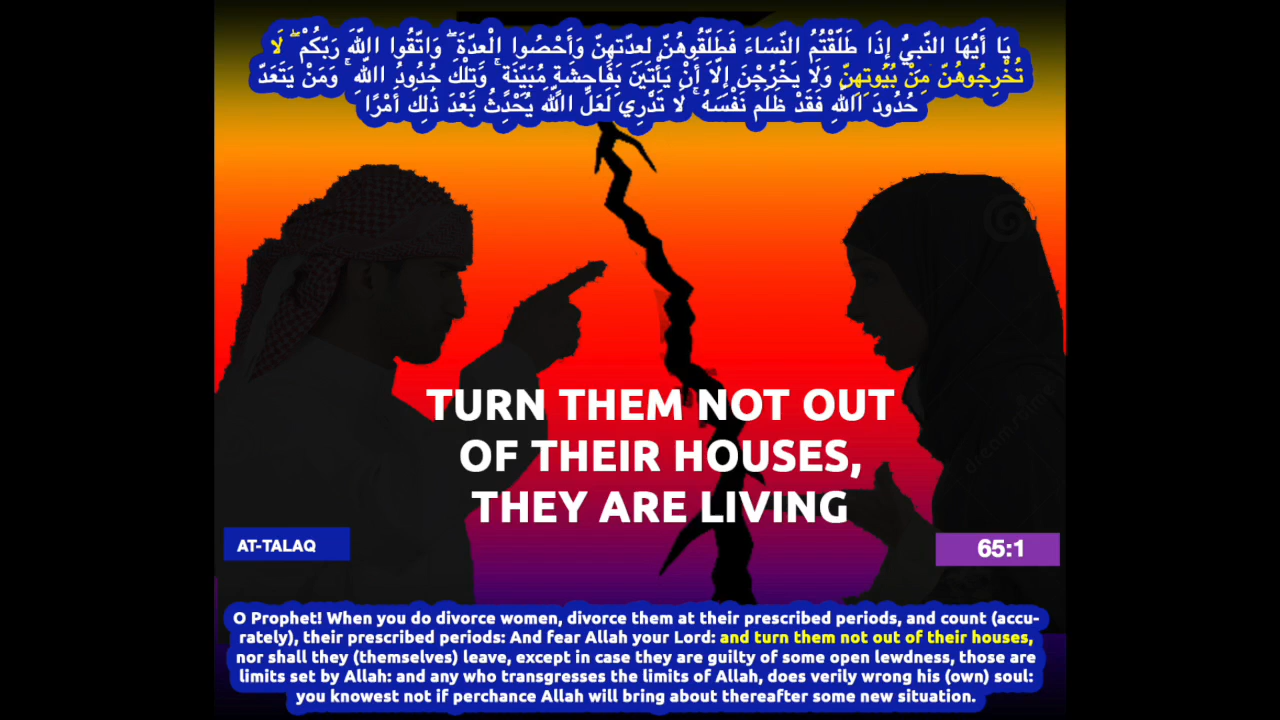 يَا أَيُّهَا النَّبِيُّ إِذَا طَلَّقْتُمُ النِّسَاءَ فَطَلِّقُوهُنَّ لِعِدَّتِهِنَّ وَأَحْصُوا الْعِدَّةَ ۖ وَاتَّقُوا اللَّهَ رَبَّكُمْ ۖ لَا
تُخْرِجُوهُنَّ مِنْ بُيُوتِهِنَّ وَلَا يَخْرُجْنَ إِلَّا أَنْ يَأْتِينَ بِفَاحِشَةٍ مُبَيِّنَةٍ ۚ وَتِلْكَ حُدُودُ اللَّهِ ۚ وَمَنْ يَتَعَدَّ
حُدُودَ اللَّهِ فَقَدْ ظَلَمَ نَفْسَهُ ۚ لَا تَدْرِي لَعَلَّ اللَّهَ يُحْدِثُ بَعْدَ ذَٰلِكَ أَمْرًا
TURN THEM NOT OUT
OF THEIR HOUSES,
THEY ARE LIVING
AT-TALAQ
65:1
O Prophet! When you do divorce women, divorce them at their prescribed periods, and count (accu-
rately), their prescribed periods: And fear Allah your Lord: and turn them not out of their houses,
nor shall they (themselves) leave, except in case they are guilty of some open lewdness, those are
limits set by Allah: and any who transgresses the limits of Allah, does verily wrong his (own) soul:
you knowest not if perchance Allah will bring about thereafter some new situation.